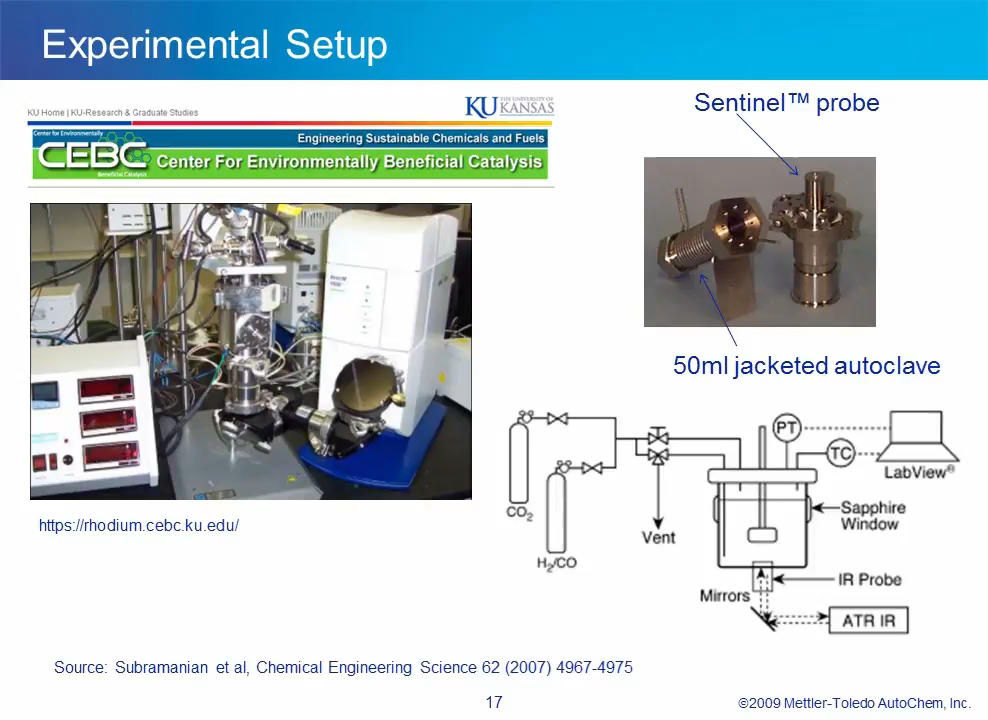 Experimental Setup
KU Home | KU-Research & Graduate Studies
KU THE UNIVERSITY OF KANSAS
Center for Environmentally
CEBC
Beneficial Catalysis
Engineering Sustainable Chemicals and Fuels
Center For Environmentally Beneficial Catalysis
Sentinel™ probe
50ml jacketed autoclave
https://rhodium.cebc.ku.edu/
CO₂
H₂/CO
Vent
PT
TC
LabView®
Sapphire
Window
IR Probe
Mirrors
ATR IR
Source: Subramanian et al, Chemical Engineering Science 62 (2007) 4967-4975
17
©2009 Mettler-Toledo AutoChem, Inc.